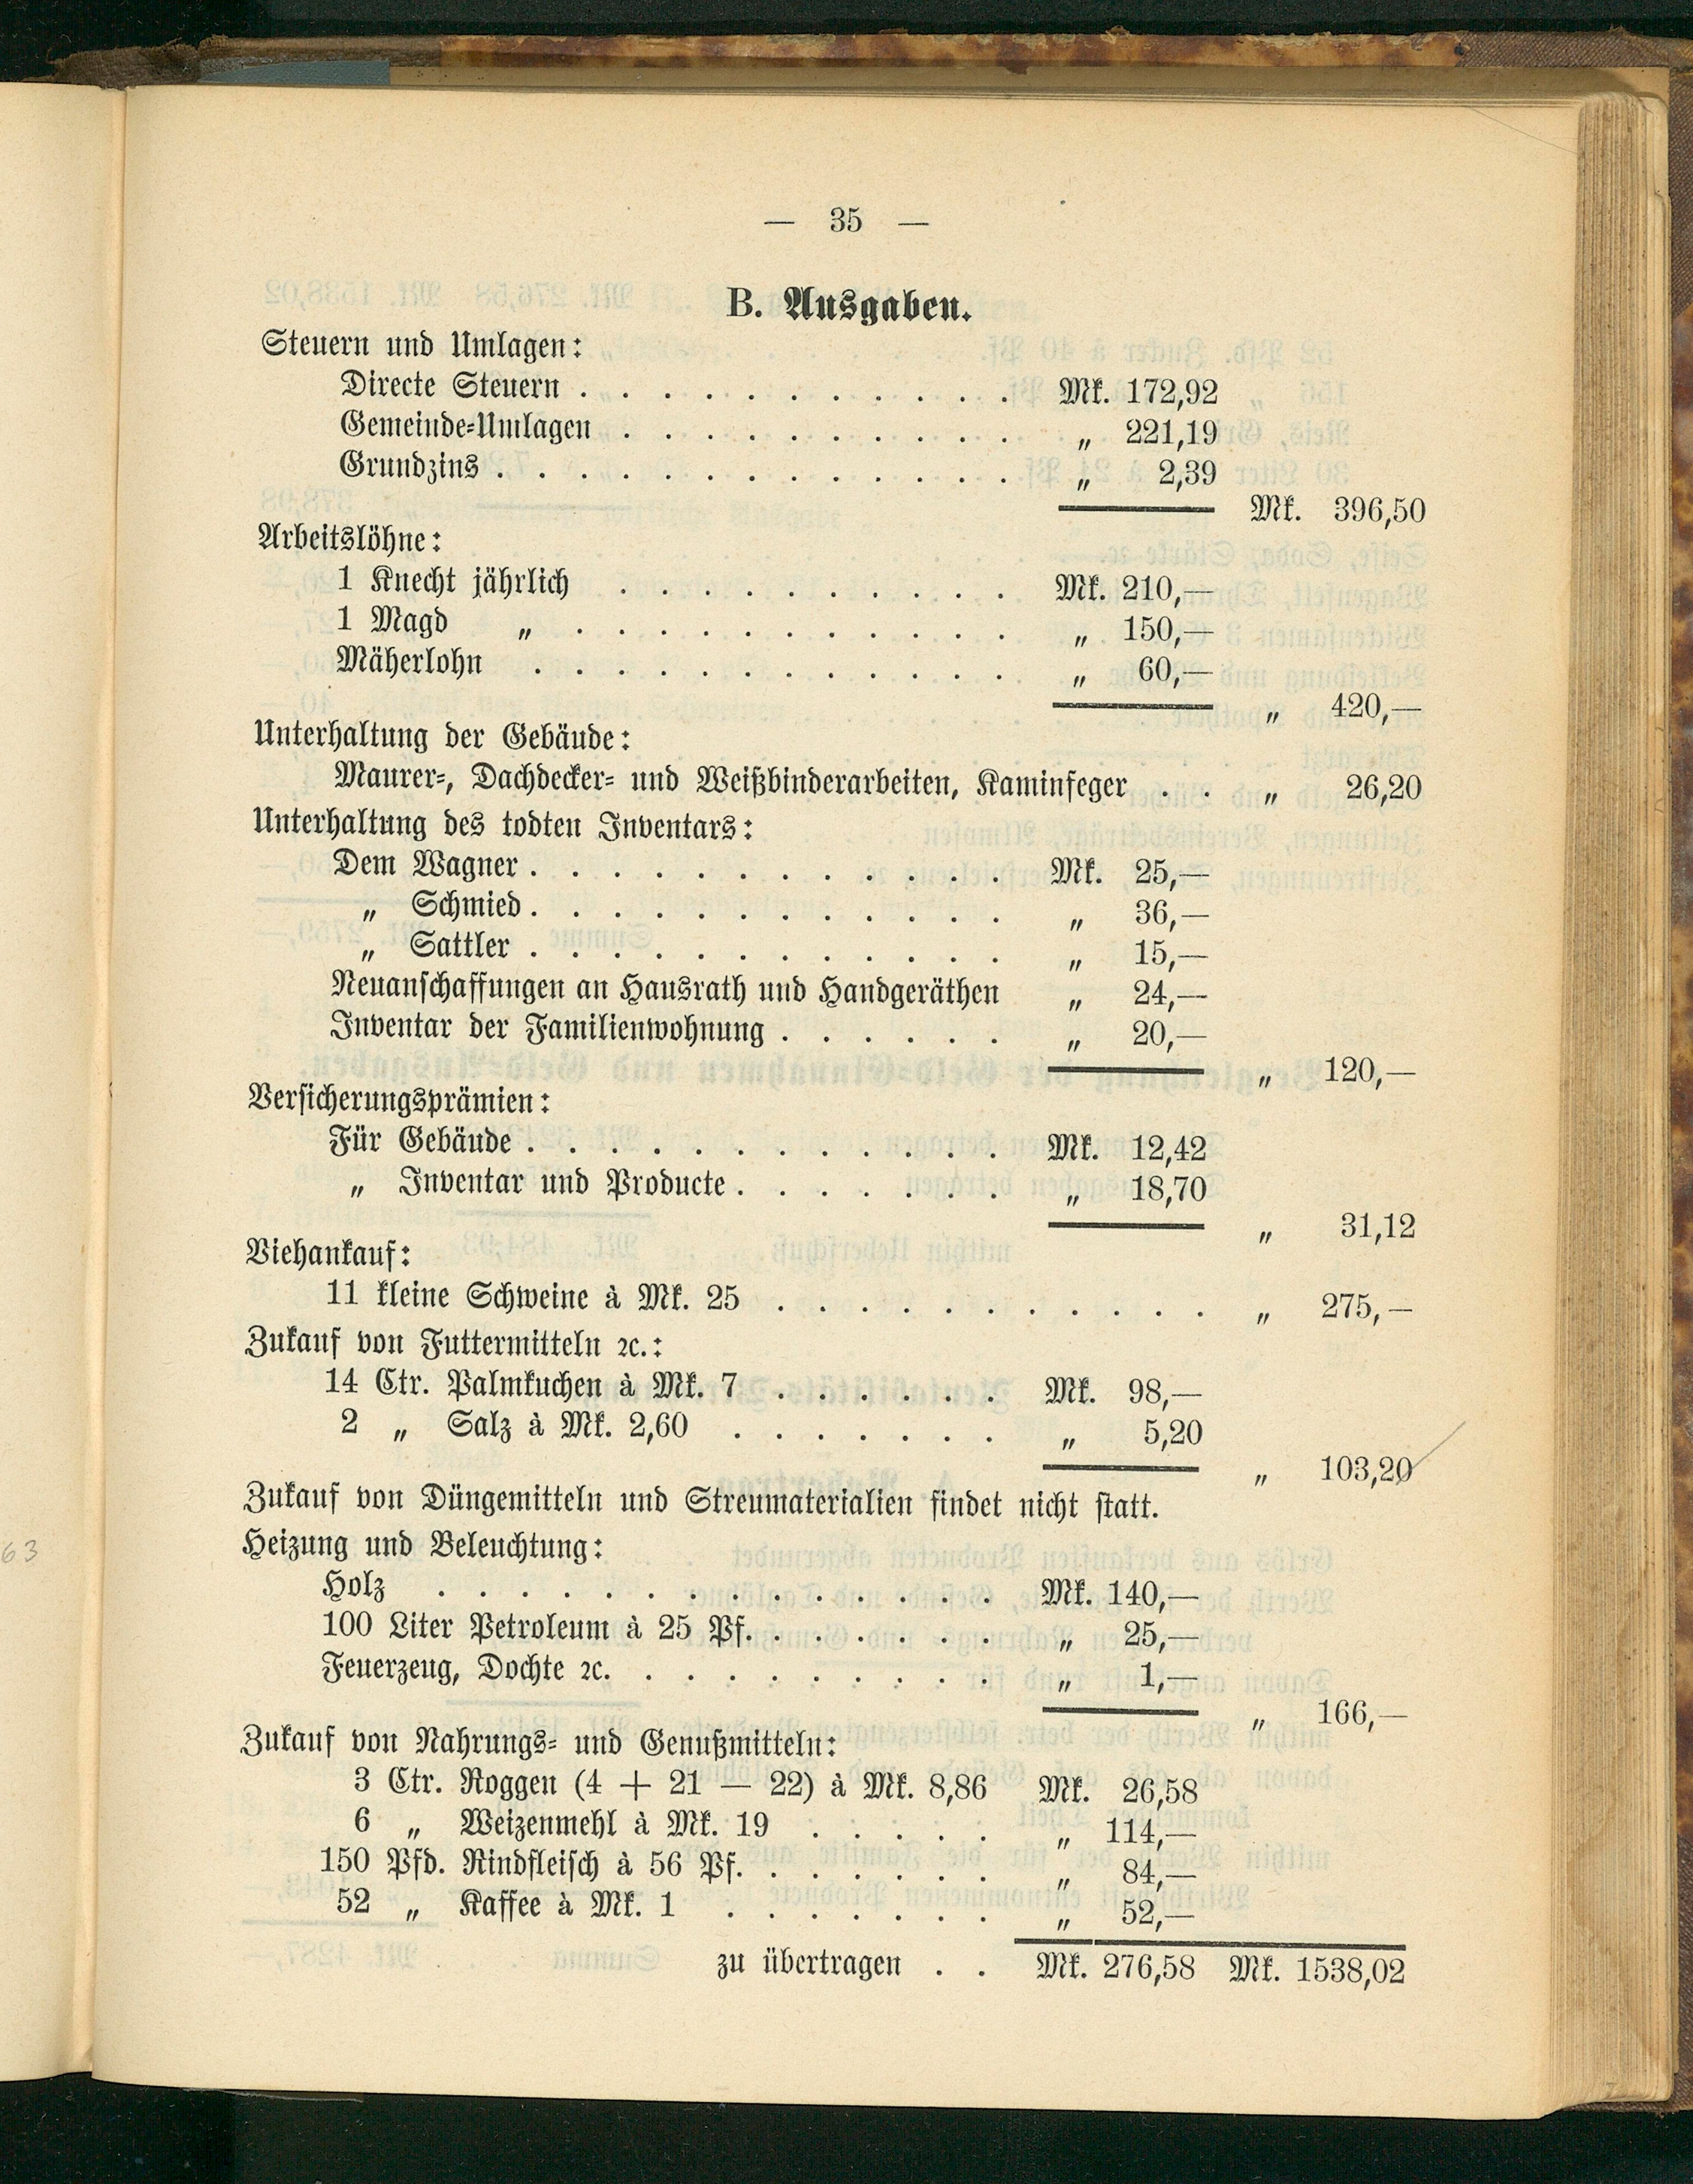 — 35 —
B. Ausgaben.
Steuern und Umlagen:
Directe Steuern . . . . . . . . . . . Mk. 172,92
Gemeinde-Umlagen . . . . . . . . . . „ 221,19
Grundzins . . . . . . . . . . . . . „ 2,39
Mk. 396,50
Arbeitslöhne:
1 Knecht jährlich . . . . . . . . . . Mk. 210,—
1 Magd „ . . . . . . . . . . . „ 150,—
Mäherlohn . . . . . . . . . . . . „ 60,—
„ 420,—
Unterhaltung der Gebäude:
Maurer-, Dachdecker- und Weißbinderarbeiten, Kaminfeger . . „ 26,20
Unterhaltung des todten Inventars:
Dem Wagner . . . . . . . . . . . . Mk. 25,—
„ Schmied . . . . . . . . . . . . „ 36,—
„ Sattler . . . . . . . . . . . . „ 15,—
Neuanschaffungen an Hausrath und Handgeräthen „ 24,—
Inventar der Familienwohnung . . . . . . „ 20,—
„ 120,—
Versicherungsprämien:
Für Gebäude . . . . . . . . . . . . Mk. 12,42
„ Inventar und Producte . . . . . . . „ 18,70
„ 31,12
Viehankauf:
11 kleine Schweine à Mk. 25 . . . . . . . . . . . „ 275,—
Zukauf von Futtermitteln ꝛc.:
14 Ctr. Palmkuchen à Mk. 7 . . . . . . Mk. 98,—
2 „ Salz à Mk. 2,60 . . . . . . . „ 5,20
„ 103,20
Zukauf von Düngemitteln und Streumaterialien findet nicht statt.
Heizung und Beleuchtung:
Holz . . . . . . . . . . . . . . Mk. 140,—
100 Liter Petroleum à 25 Pf. . . . . . . „ 25,—
Feuerzeug, Dochte ꝛc. . . . . . . . . . „ 1,—
„ 166,—
Zukauf von Nahrungs- und Genußmitteln:
3 Ctr. Roggen (4 + 21 — 22) à Mk. 8,86 Mk. 26,58
6 „ Weizenmehl à Mk. 19 . . . . . „ 114,—
150 Pfd. Rindfleisch à 56 Pf. . . . . . . „ 84,—
52 „ Kaffee à Mk. 1 . . . . . . . „ 52,—
zu übertragen . . Mk. 276,58 Mk. 1538,02
63